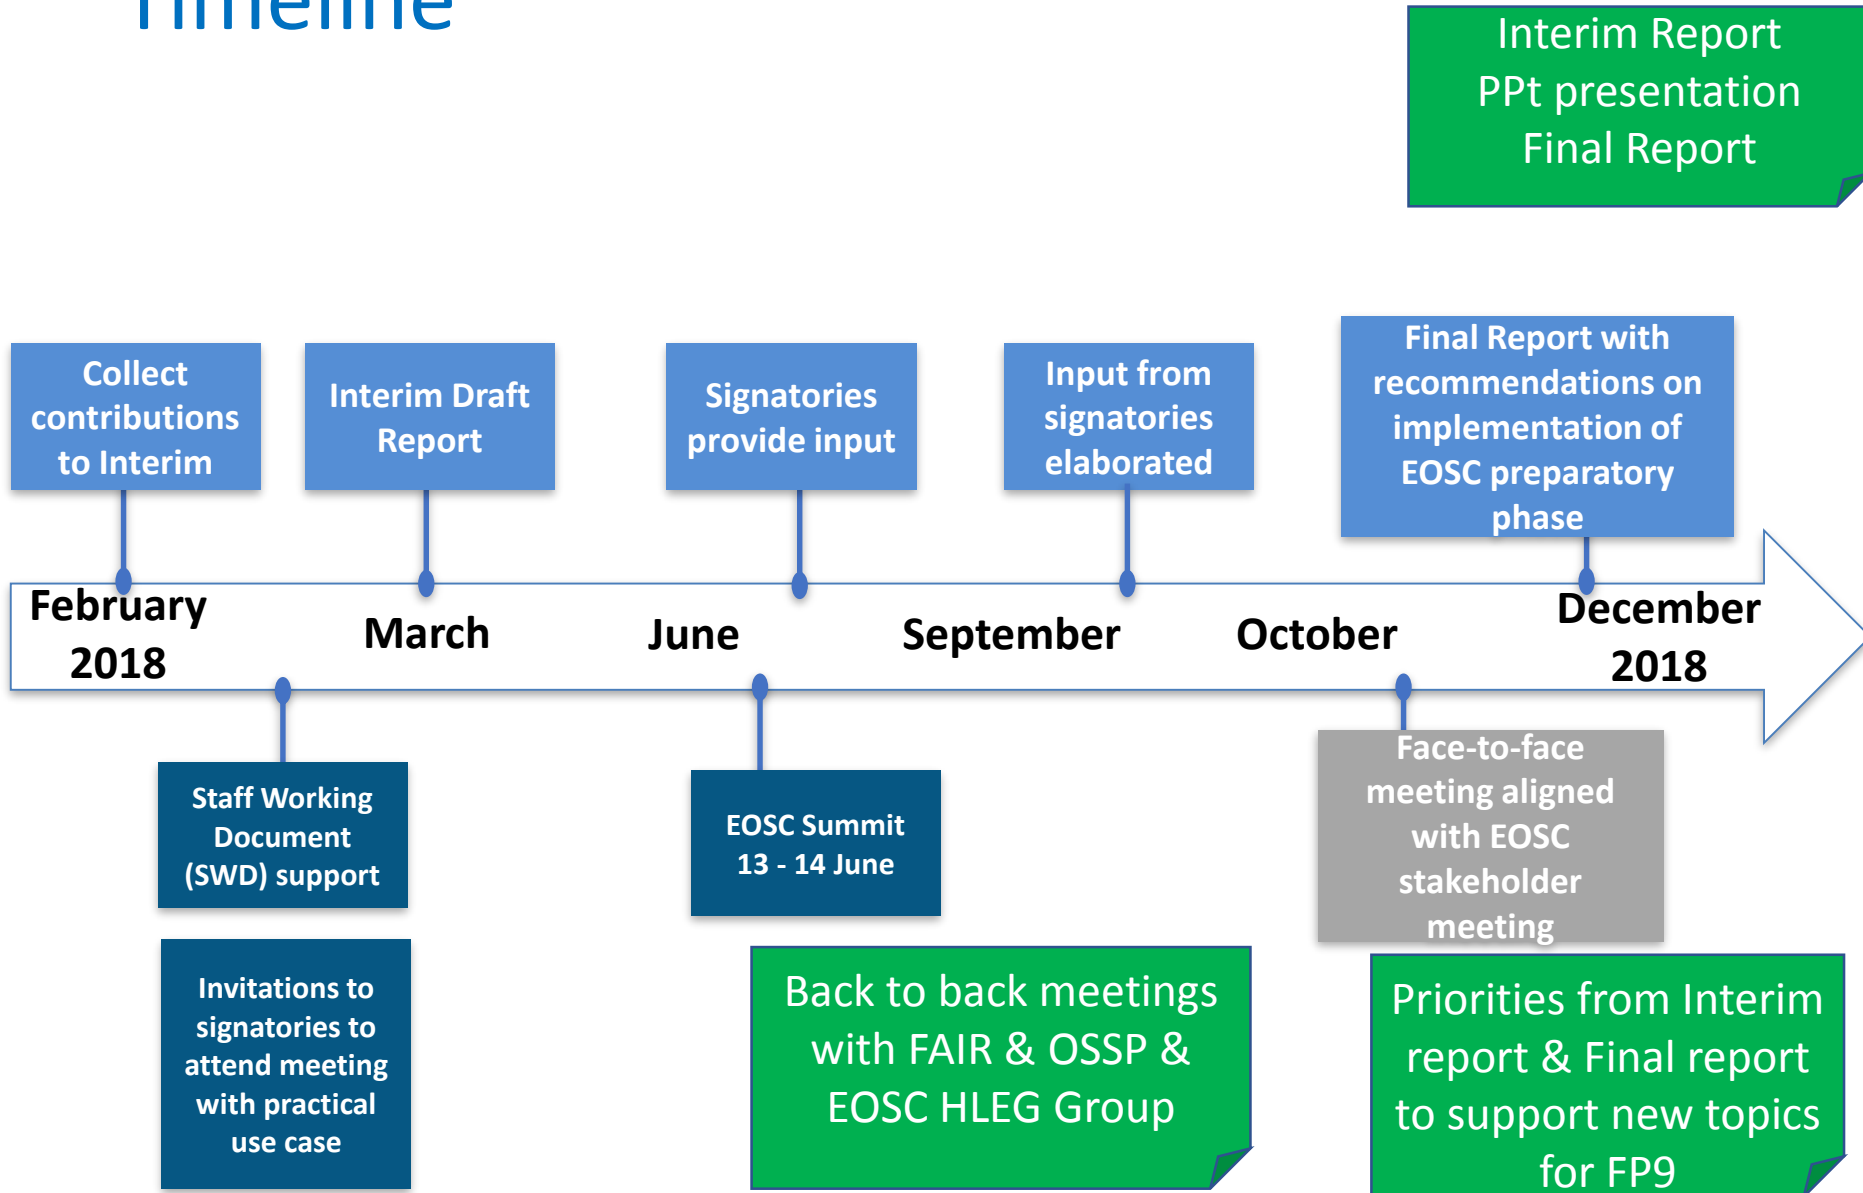 Timeline
Interim Report
PPt presentation
Final Report
Collect
contributions
to Interim
Interim Draft
Report
Signatories
provide input
Input from
signatories
elaborated
Final Report with
recommendations on
implementation of
EOSC preparatory
phase
February
2018
March
June
September
October
December
2018
Staff Working
Document
(SWD) support
EOSC Summit
13 - 14 June
Face-to-face
meeting aligned
with EOSC
stakeholder
meeting
Invitations to
signatories to
attend meeting
with practical
use case
Back to back meetings
with FAIR & OSSP &
EOSC HLEG Group
Priorities from Interim
report & Final report
to support new topics
for FP9